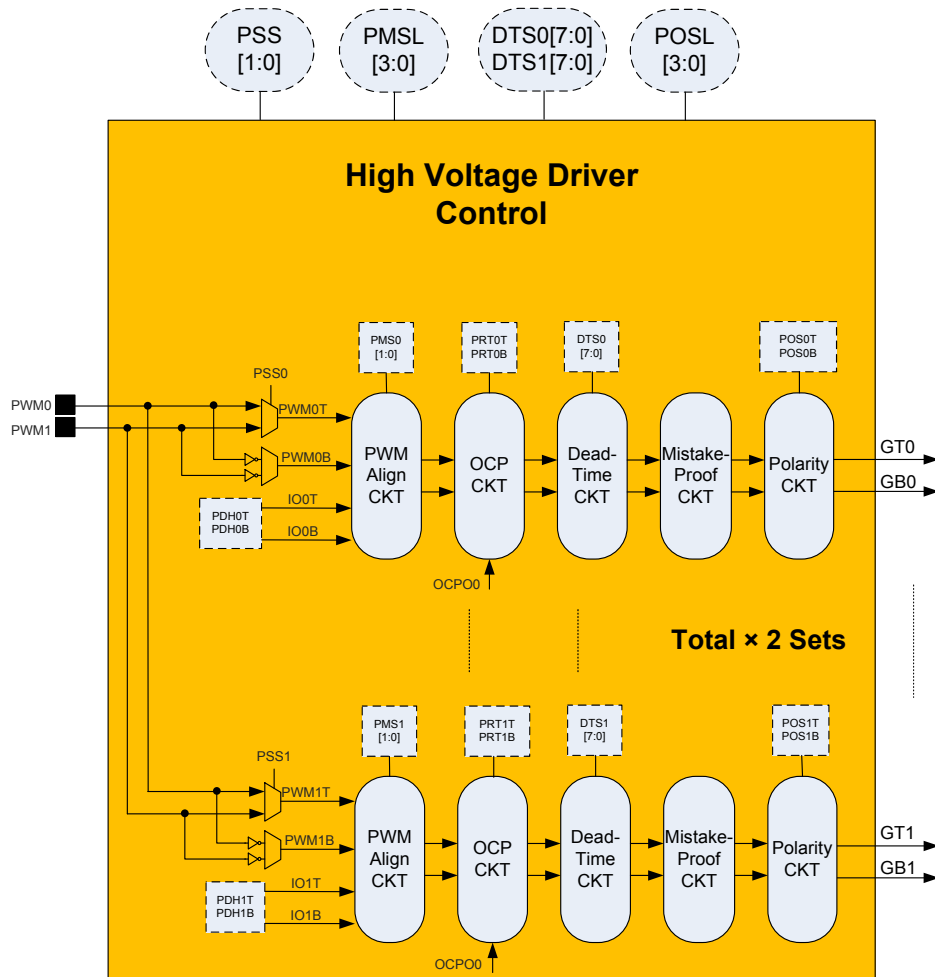 PSS
[1:0]
PMSL
[3:0]
DTS0[7:0]
DTS1[7:0]
POSL
[3:0]
High Voltage Driver
Control
PMS0
[1:0]
PRT0T
PRT0B
DTS0
[7:0]
POS0T
POS0B
PSS0
PWM0
PWM1
PWM0T
PWM0B
PDH0T
PDH0B
IO0T
IO0B
PWM
Align
CKT
OCP
CKT
Dead-
Time
CKT
Mistake-
Proof
CKT
Polarity
CKT
GT0
GB0
OCPO0
Total × 2 Sets
PMS1
[1:0]
PRT1T
PRT1B
DTS1
[7:0]
POS1T
POS1B
PSS1
PWM1T
PWM1B
PDH1T
PDH1B
IO1T
IO1B
PWM
Align
CKT
OCP
CKT
Dead-
Time
CKT
Mistake-
Proof
CKT
Polarity
CKT
GT1
GB1
OCPO0